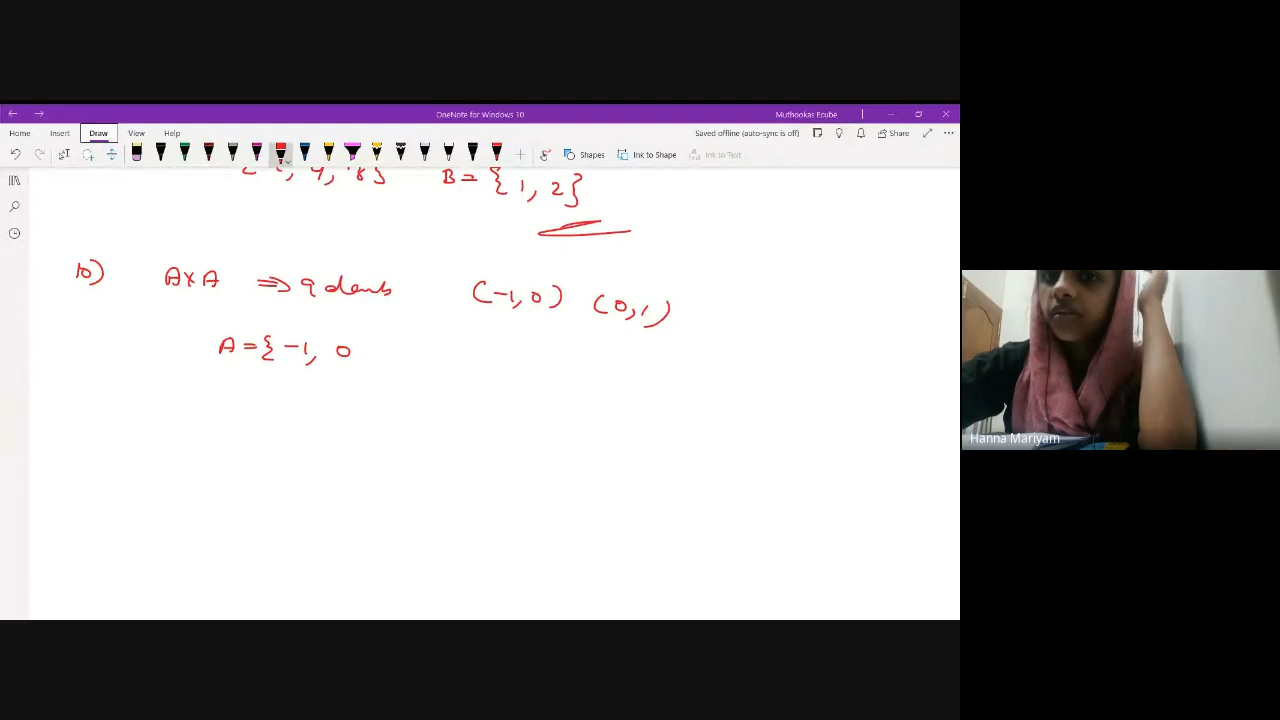 OneNote for Windows 10
Muthookas Ecube
Home Insert Draw View Help
Saved offline (auto-sync is off)
Share
Shapes
Ink to Shape
Ink to Text
B = { 1, 2 }
10) A×A ⇒ 9 (-1, 0) (0, 1)
A = { -1, 0
Hanna Mariyam